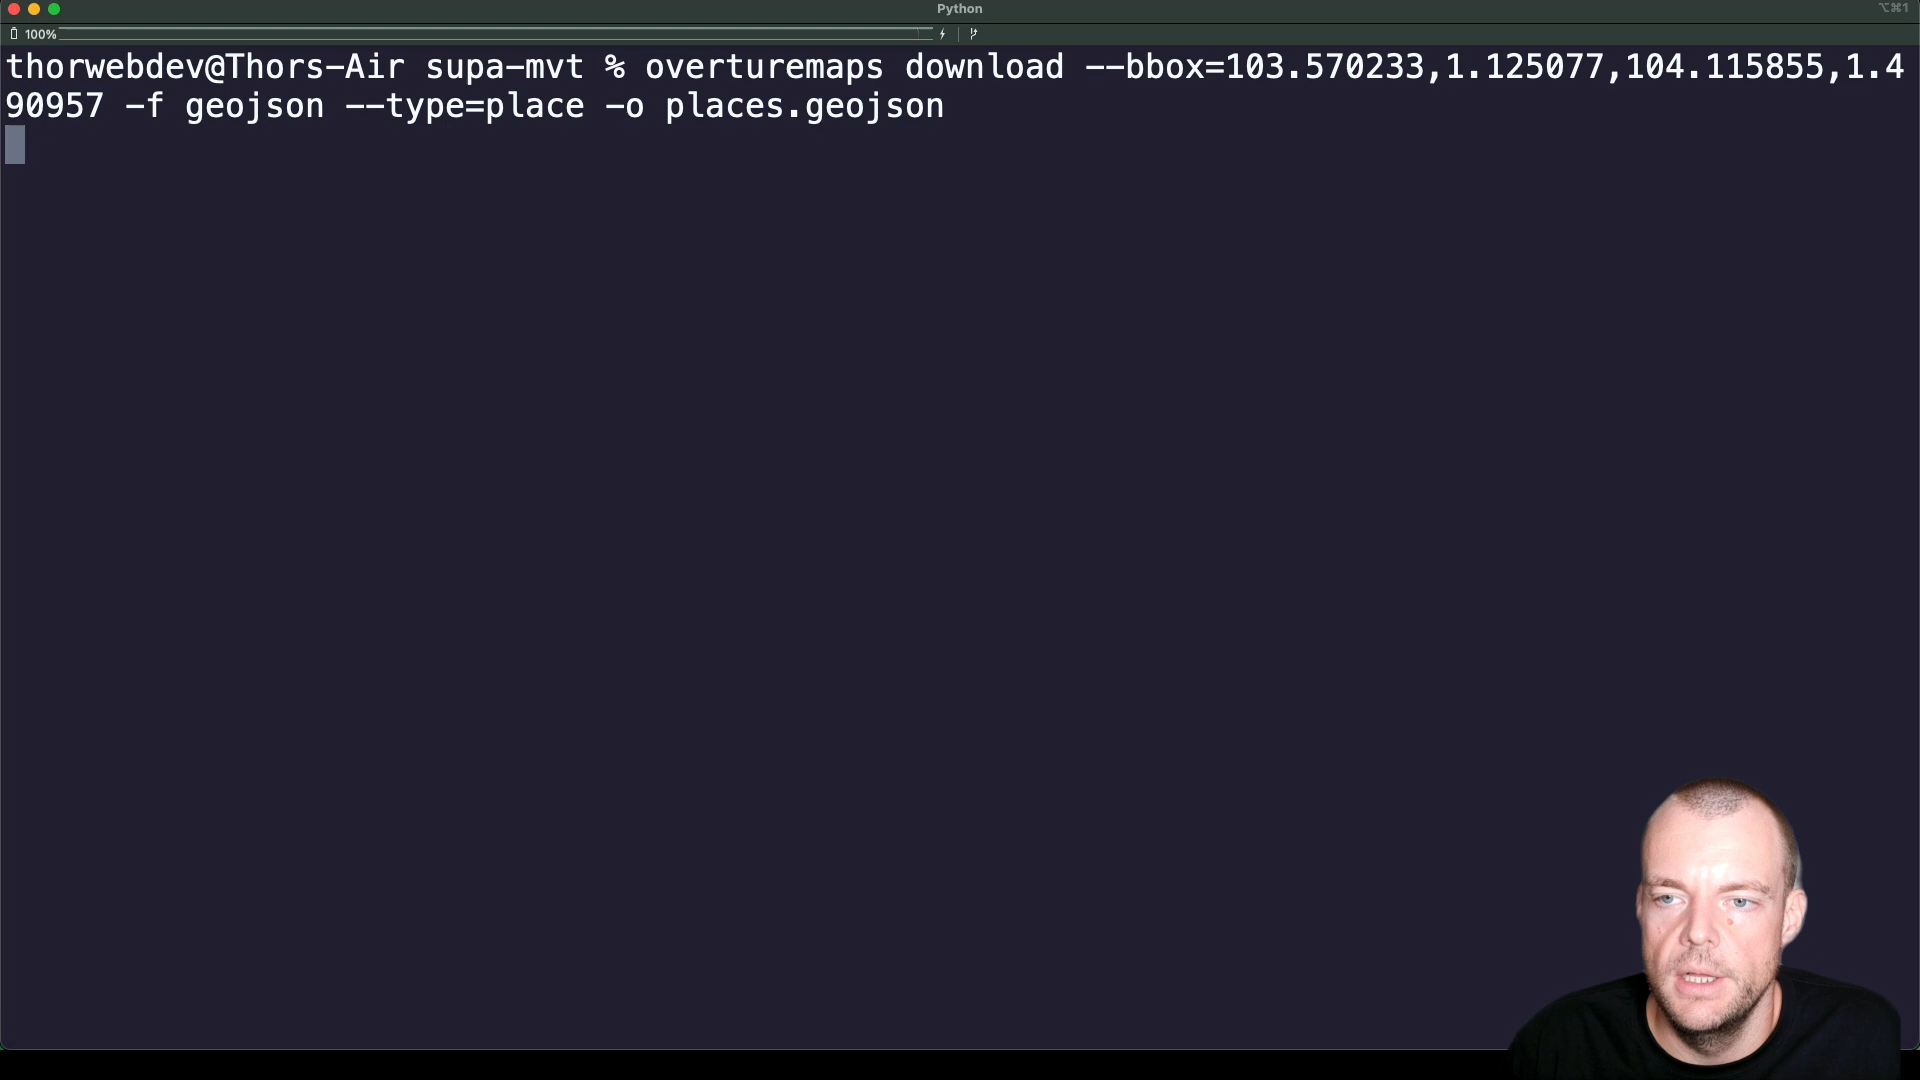 Python
⌥⌘1
100%
thorwebdev@Thors-Air supa-mvt % overturemaps download --bbox=103.570233,1.125077,104.115855,1.4
90957 -f geojson --type=place -o places.geojson